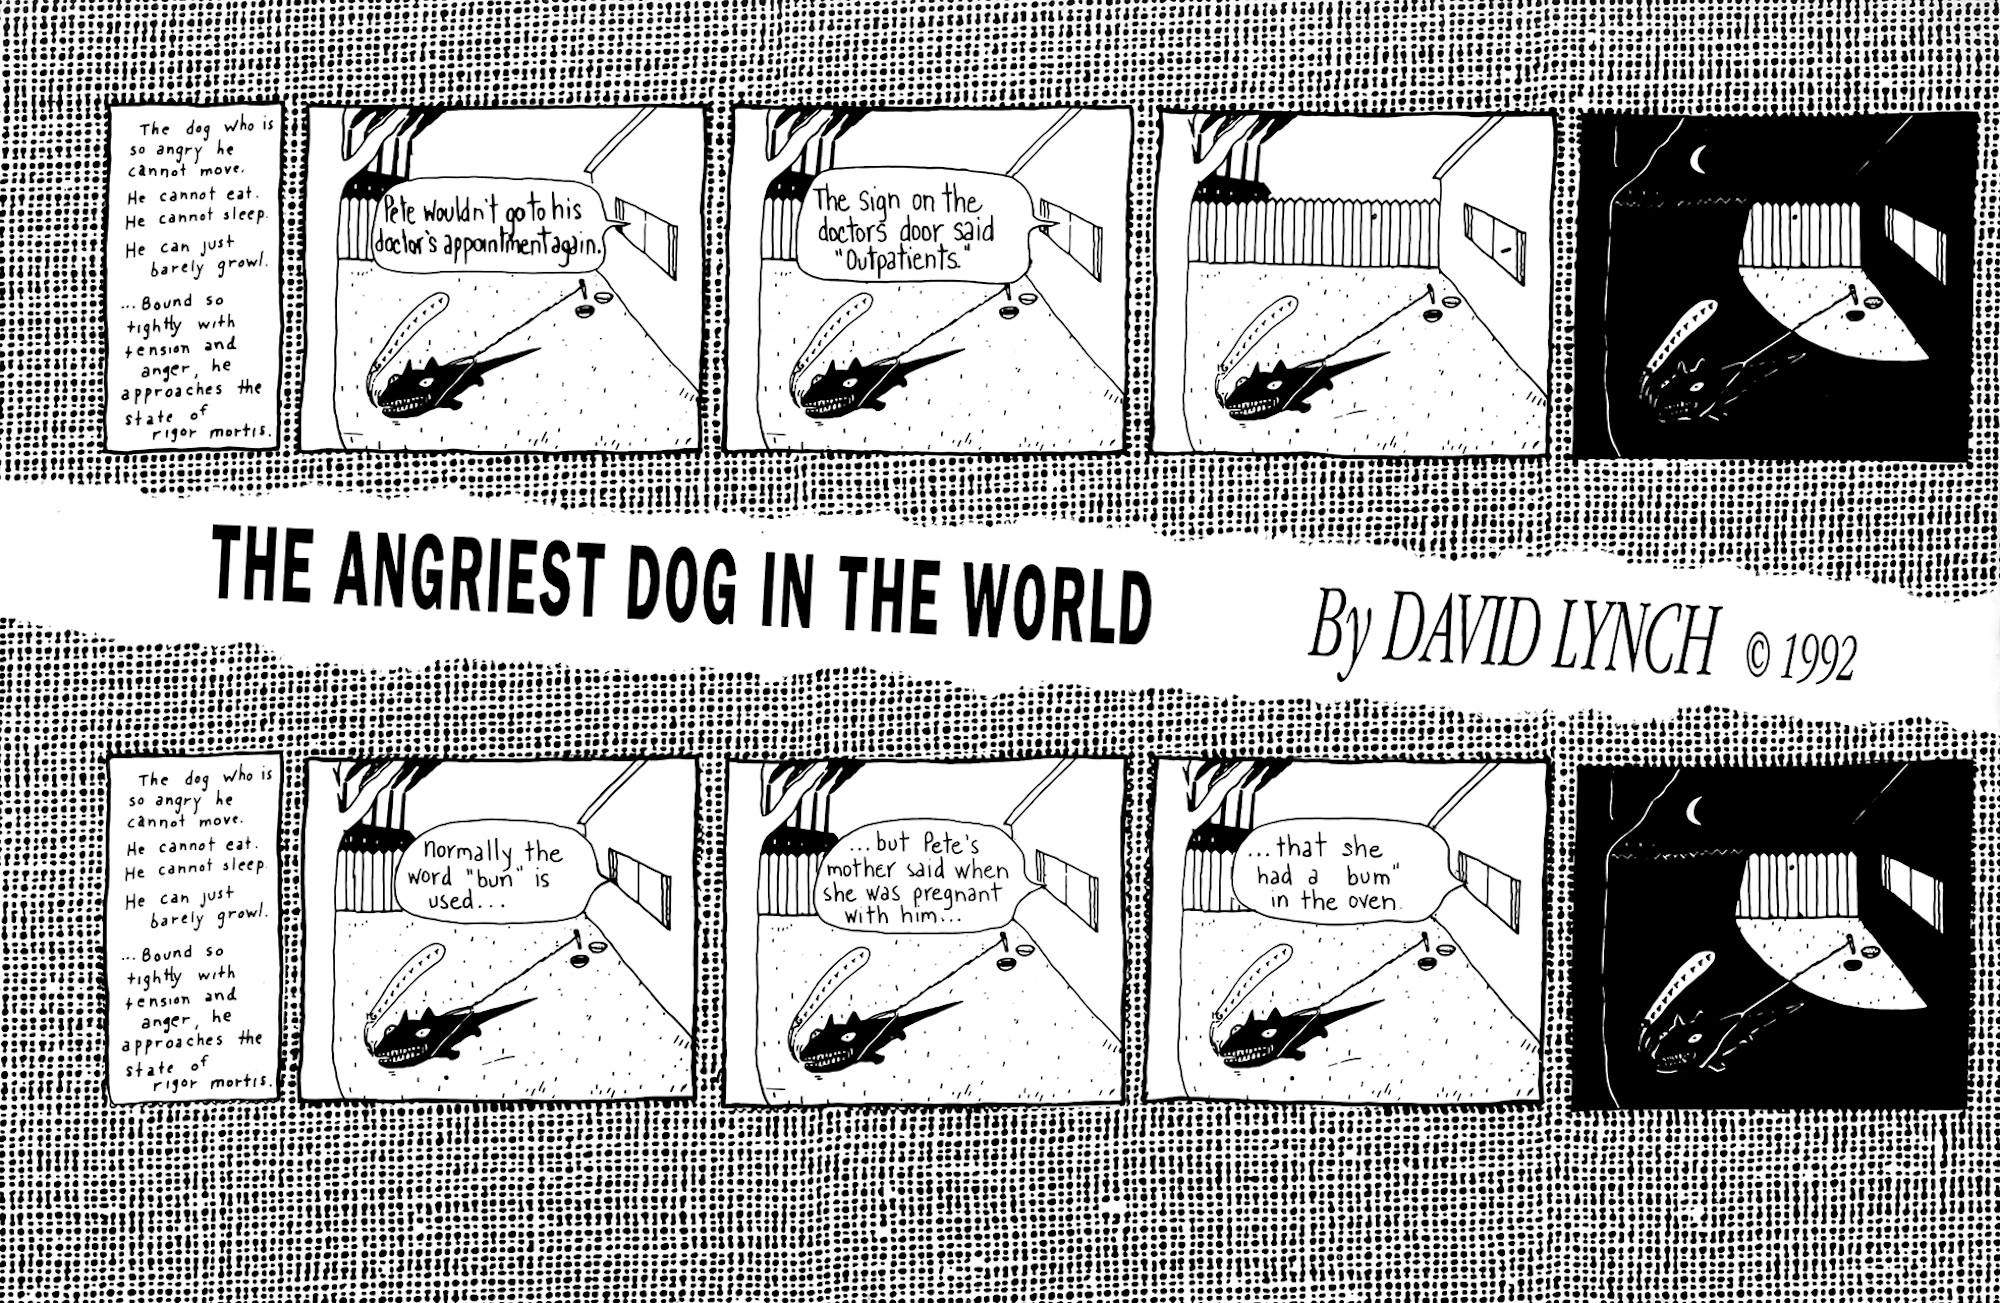 The dog who is
so angry he
cannot move.
He cannot eat.
He cannot sleep.
He can just
barely growl.
...Bound so
tightly with
tension and
anger, he
approaches the
state of
rigor mortis.
Pete wouldn't go to his
doctor's appointment again.
The sign on the
doctor's door said
"Outpatients."
THE ANGRIEST DOG IN THE WORLD
By DAVID LYNCH © 1992
The dog who is
so angry he
cannot move.
He cannot eat.
He cannot sleep.
He can just
barely growl.
...Bound so
tightly with
tension and
anger, he
approaches the
state of
rigor mortis.
normally the
word "bun" is
used...
...but Pete's
mother said when
she was pregnant
with him...
...that she
had a bum"
in the oven.